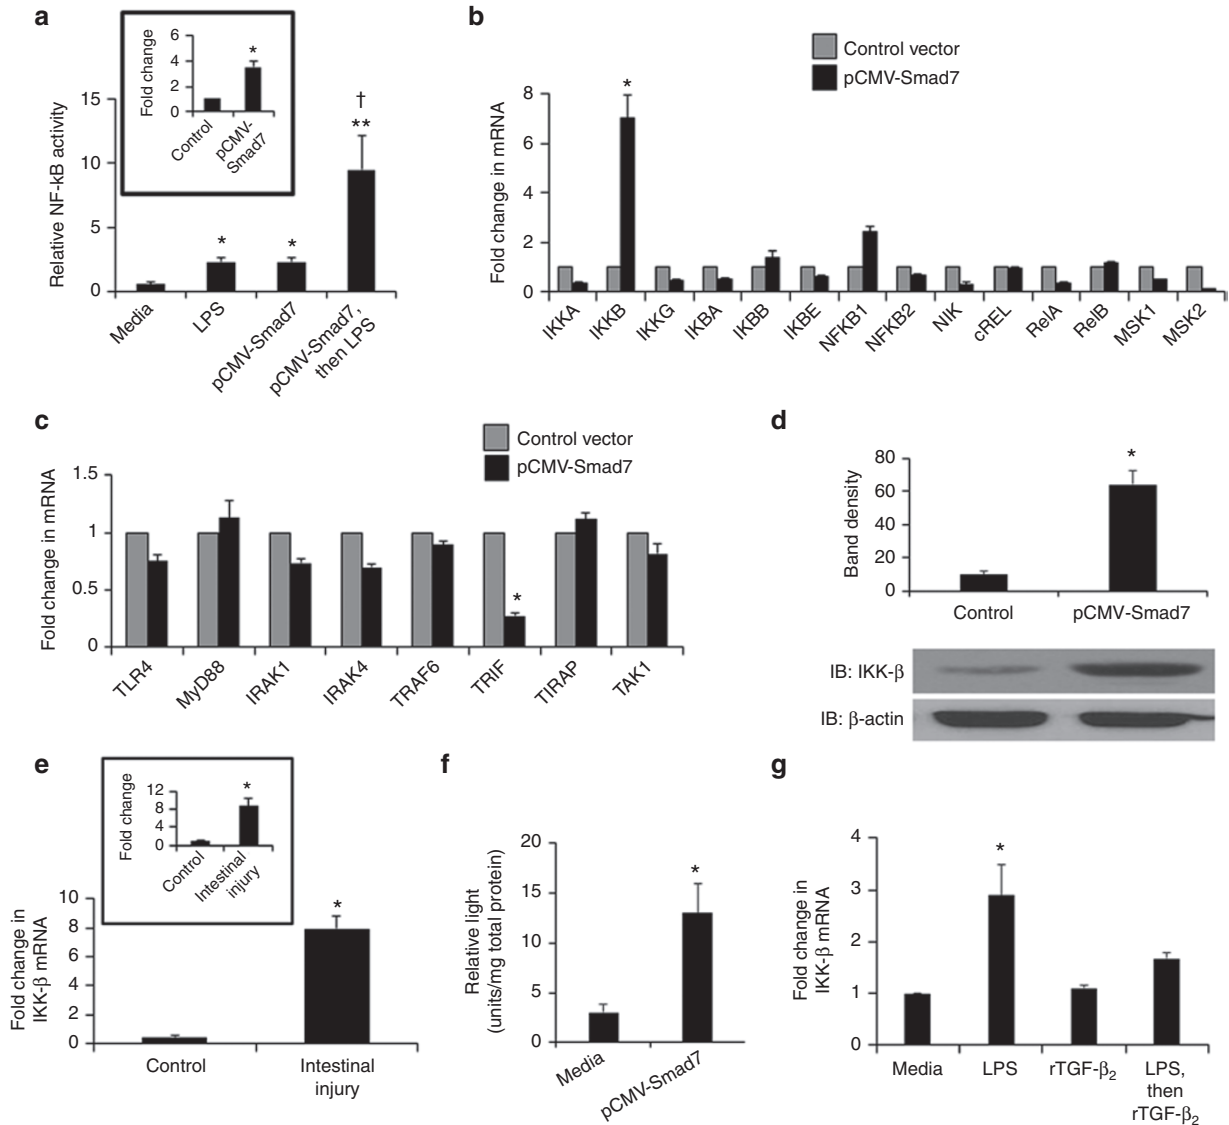 a
Fold change
6
4
2
0
*
Control
pCMV-
Smad7
Relative NF-kB activity
15
10
5
0
*
*
†
**
Media
LPS
pCMV-Smad7
pCMV-Smad7,
then LPS
b
Control vector
pCMV-Smad7
Fold change in mRNA
8
6
4
2
0
*
IKKA
IKKB
IKKG
IKBA
IKBB
IKBE
NFKB1
NFKB2
NIK
cREL
RelA
RelB
MSK1
MSK2
c
Control vector
pCMV-Smad7
Fold change in mRNA
1.5
1
0.5
0
*
TLR4
MyD88
IRAK1
IRAK4
TRAF6
TRIF
TIRAP
TAK1
d
Band density
80
60
40
20
0
*
Control
pCMV-Smad7
IB: IKK-β
IB: β-actin
e
Fold change
12
8
4
0
*
Control
Intestinal
injury
Fold change in
IKK-β mRNA
10
8
6
4
2
0
*
Control
Intestinal
injury
f
Relative light
(units/mg total protein)
20
15
10
5
0
*
Media
pCMV-Smad7
g
Fold change in
IKK-β mRNA
4
3
2
1
0
*
Media
LPS
rTGF-β₂
LPS,
then
rTGF-β₂